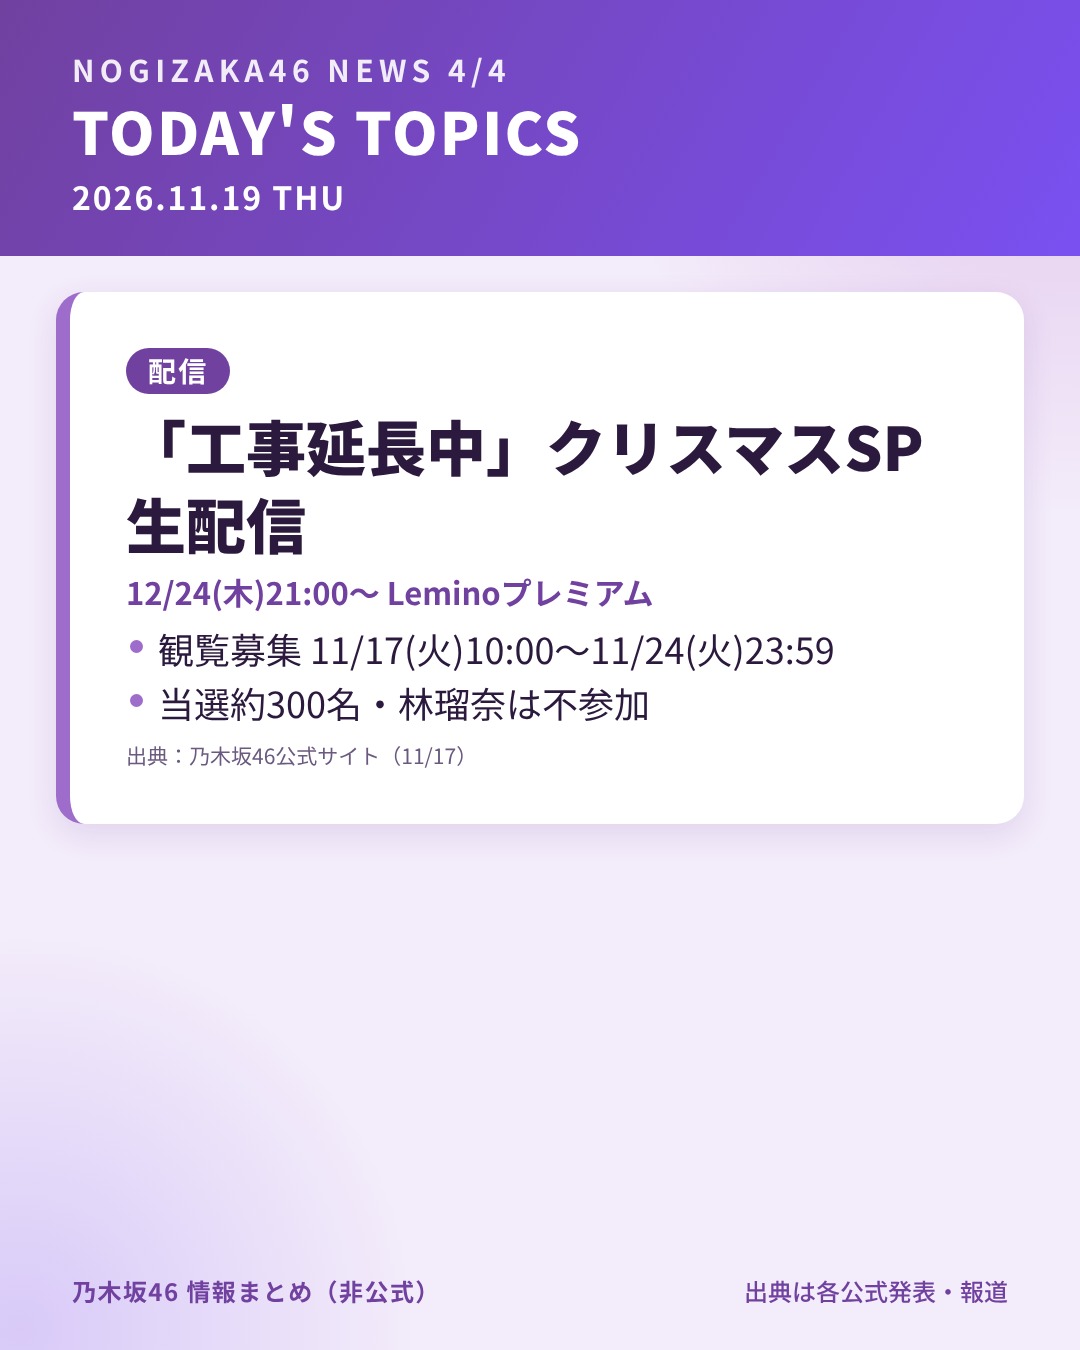 NOGIZAKA46 NEWS 4/4
TODAY'S TOPICS
2026.11.19 THU
配信
「工事延長中」クリスマスSP
生配信
12/24(木)21:00〜 Leminoプレミアム
• 観覧募集 11/17(火)10:00〜11/24(火)23:59
• 当選約300名・林瑠奈は不参加
出典：乃木坂46公式サイト（11/17）
乃木坂46 情報まとめ（非公式）
出典は各公式発表・報道